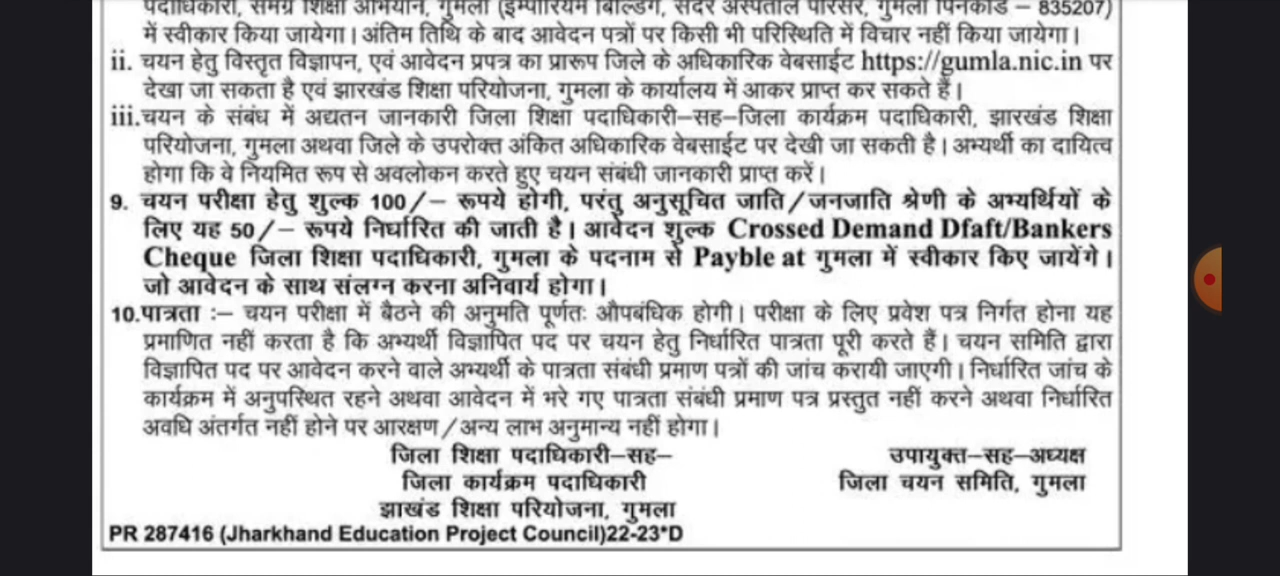 पदाधिकारी, समग्र शिक्षा अभियान, गुमला (इम्पीरियम बिल्डिंग, सदर अस्पताल परिसर, गुमला पिनकोड – 835207)
में स्वीकार किया जायेगा। अंतिम तिथि के बाद आवेदन पत्रों पर किसी भी परिस्थिति में विचार नहीं किया जायेगा।
ii. चयन हेतु विस्तृत विज्ञापन, एवं आवेदन प्रपत्र का प्रारूप जिले के अधिकारिक वेबसाईट https://gumla.nic.in पर
देखा जा सकता है एवं झारखंड शिक्षा परियोजना, गुमला के कार्यालय में आकर प्राप्त कर सकते हैं।
iii. चयन के संबंध में अद्यतन जानकारी जिला शिक्षा पदाधिकारी–सह–जिला कार्यक्रम पदाधिकारी, झारखंड शिक्षा
परियोजना, गुमला अथवा जिले के उपरोक्त अंकित अधिकारिक वेबसाईट पर देखी जा सकती है। अभ्यर्थी का दायित्व
होगा कि वे नियमित रूप से अवलोकन करते हुए चयन संबंधी जानकारी प्राप्त करें।
9. चयन परीक्षा हेतु शुल्क 100/– रूपये होगी, परंतु अनुसूचित जाति/जनजाति श्रेणी के अभ्यर्थियों के
लिए यह 50/– रूपये निर्धारित की जाती है। आवेदन शुल्क Crossed Demand Dfaft/Bankers
Cheque जिला शिक्षा पदाधिकारी, गुमला के पदनाम से Payble at गुमला में स्वीकार किए जायेंगे।
जो आवेदन के साथ संलग्न करना अनिवार्य होगा।
10. पात्रता :– चयन परीक्षा में बैठने की अनुमति पूर्णतः औपबंधिक होगी। परीक्षा के लिए प्रवेश पत्र निर्गत होना यह
प्रमाणित नहीं करता है कि अभ्यर्थी विज्ञापित पद पर चयन हेतु निर्धारित पात्रता पूरी करते हैं। चयन समिति द्वारा
विज्ञापित पद पर आवेदन करने वाले अभ्यर्थी के पात्रता संबंधी प्रमाण पत्रों की जांच करायी जाएगी। निर्धारित जांच के
कार्यक्रम में अनुपस्थित रहने अथवा आवेदन में भरे गए पात्रता संबंधी प्रमाण पत्र प्रस्तुत नहीं करने अथवा निर्धारित
अवधि अंतर्गत नहीं होने पर आरक्षण/अन्य लाभ अनुमान्य नहीं होगा।
जिला शिक्षा पदाधिकारी–सह– उपायुक्त–सह–अध्यक्ष
जिला कार्यक्रम पदाधिकारी जिला चयन समिति, गुमला
झाखंड शिक्षा परियोजना, गुमला
PR 287416 (Jharkhand Education Project Council)22-23*D